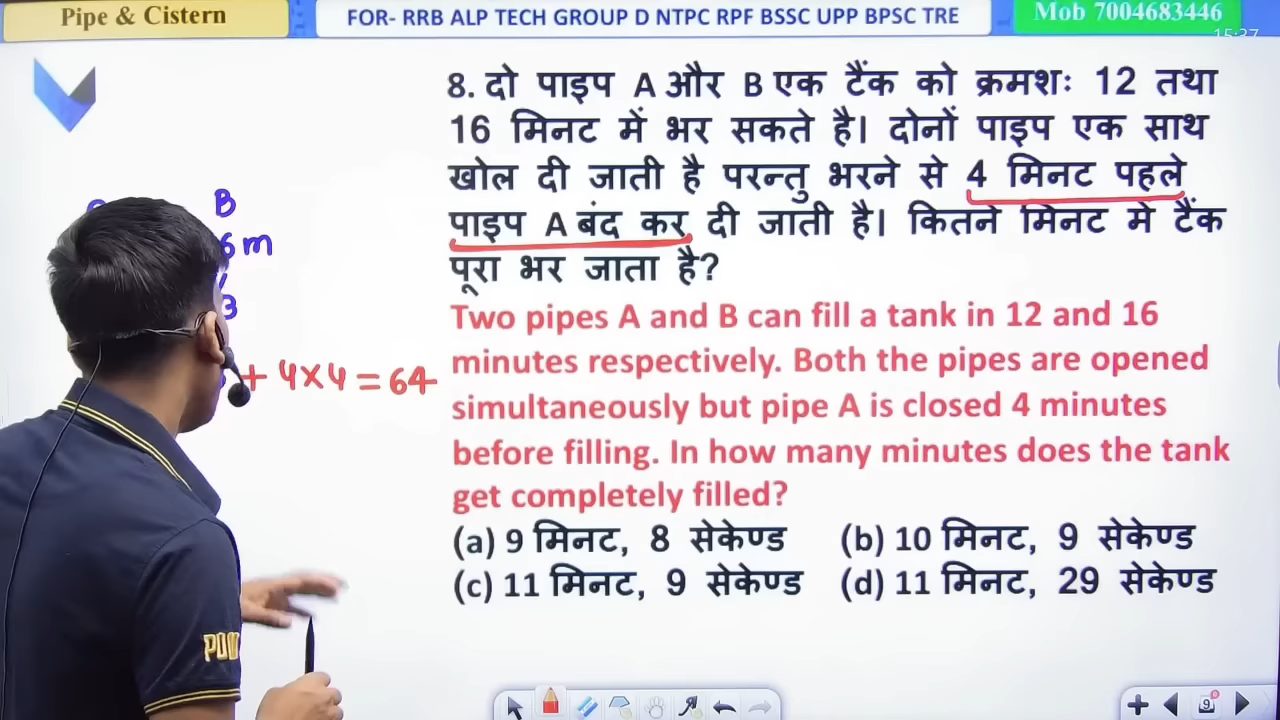 Pipe & Cistern
FOR- RRB ALP TECH GROUP D NTPC RPF BSSC UPP BPSC TRE
Mob 7004683446
15:37
8. दो पाइप A और B एक टैंक को क्रमशः 12 तथा
16 मिनट में भर सकते है। दोनों पाइप एक साथ
खोल दी जाती है परन्तु भरने से 4 मिनट पहले
पाइप A बंद कर दी जाती है। कितने मिनट मे टैंक
पूरा भर जाता है?
B
m
3
+ 4×4 = 64
Two pipes A and B can fill a tank in 12 and 16
minutes respectively. Both the pipes are opened
simultaneously but pipe A is closed 4 minutes
before filling. In how many minutes does the tank
get completely filled?
(a) 9 मिनट, 8 सेकेण्ड (b) 10 मिनट, 9 सेकेण्ड
(c) 11 मिनट, 9 सेकेण्ड (d) 11 मिनट, 29 सेकेण्ड
9